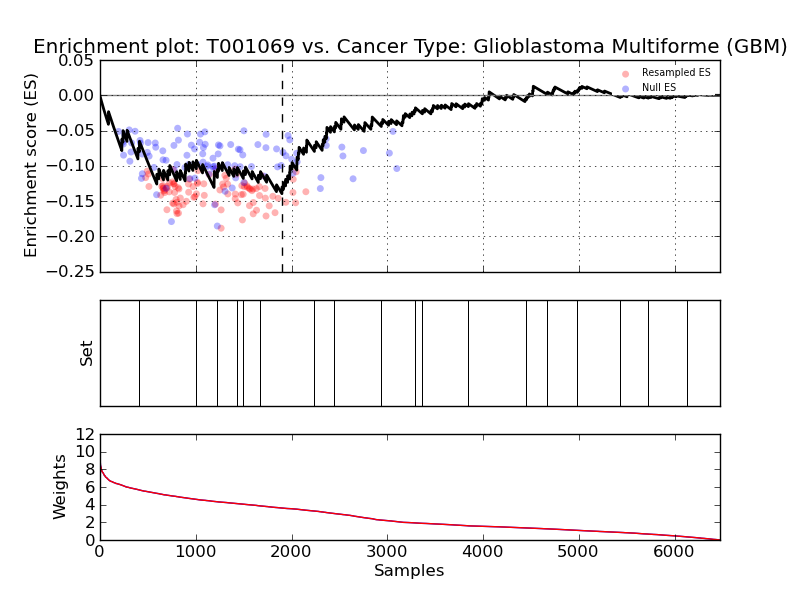 Enrichment plot: T001069 vs. Cancer Type: Glioblastoma Multiforme (GBM)
0.05
0.00
−0.05
−0.10
−0.15
−0.20
−0.25
Enrichment score (ES)
Resampled ES
Null ES
Set
12
10
8
6
4
2
0
Weights
0 1000 2000 3000 4000 5000 6000
Samples